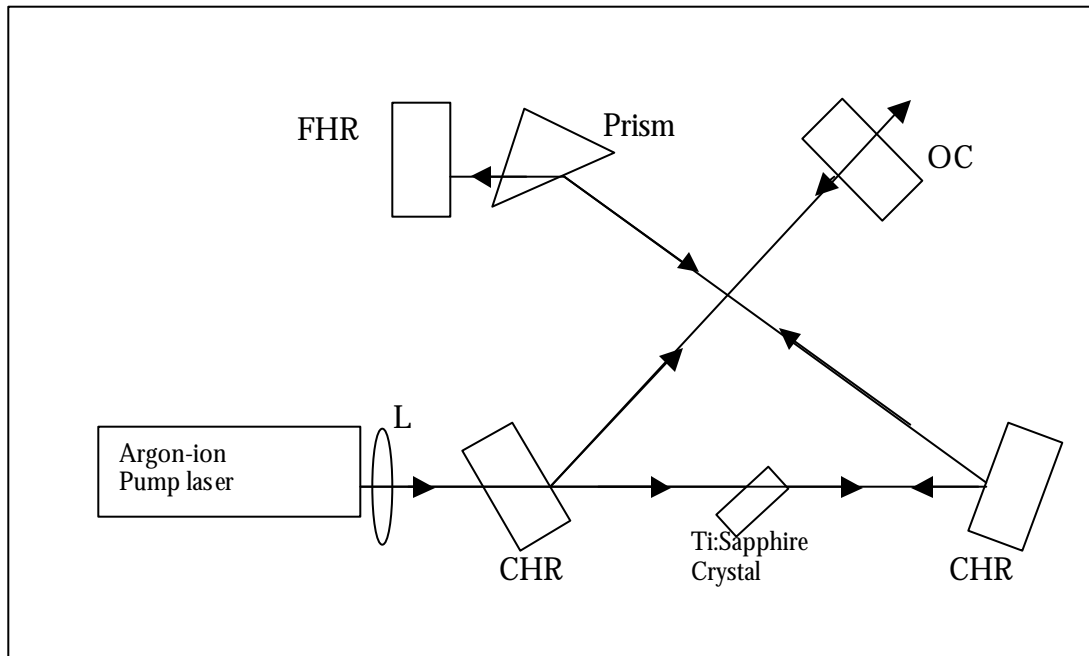 FHR
Prism
OC
L
Argon-ion
Pump laser
CHR
Ti:Sapphire
Crystal
CHR